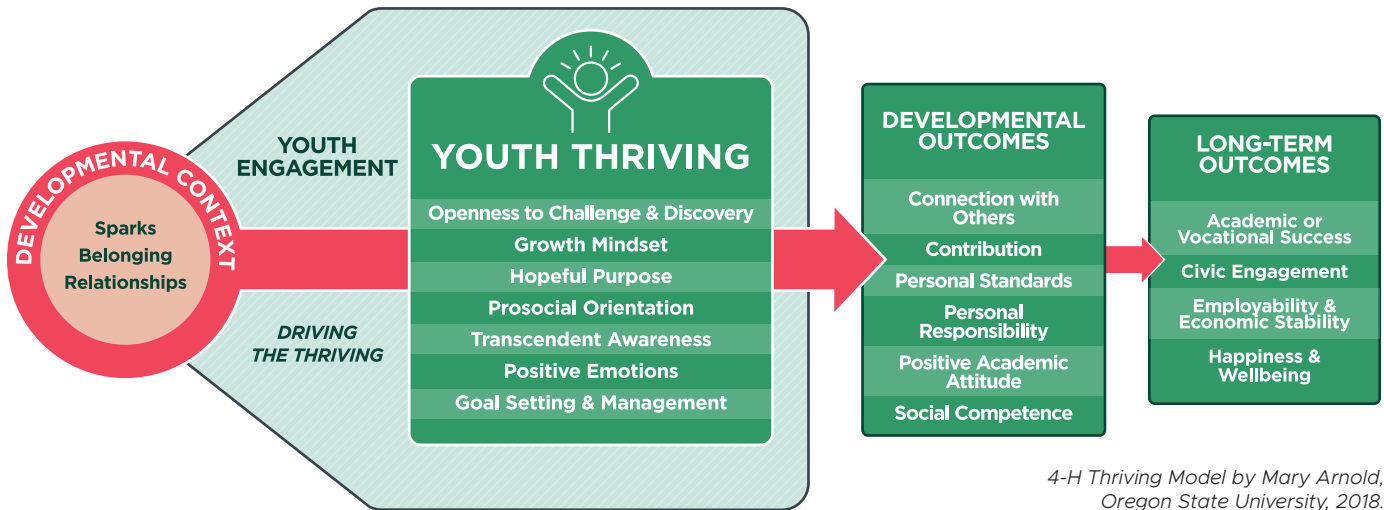 DEVELOPMENTAL CONTEXT
Sparks
Belonging
Relationships
YOUTH
ENGAGEMENT
DRIVING
THE THRIVING
YOUTH THRIVING
Openness to Challenge & Discovery
Growth Mindset
Hopeful Purpose
Prosocial Orientation
Transcendent Awareness
Positive Emotions
Goal Setting & Management
DEVELOPMENTAL
OUTCOMES
Connection with
Others
Contribution
Personal Standards
Personal
Responsibility
Positive Academic
Attitude
Social Competence
LONG-TERM
OUTCOMES
Academic or
Vocational Success
Civic Engagement
Employability &
Economic Stability
Happiness &
Wellbeing
4-H Thriving Model by Mary Arnold,
Oregon State University, 2018.